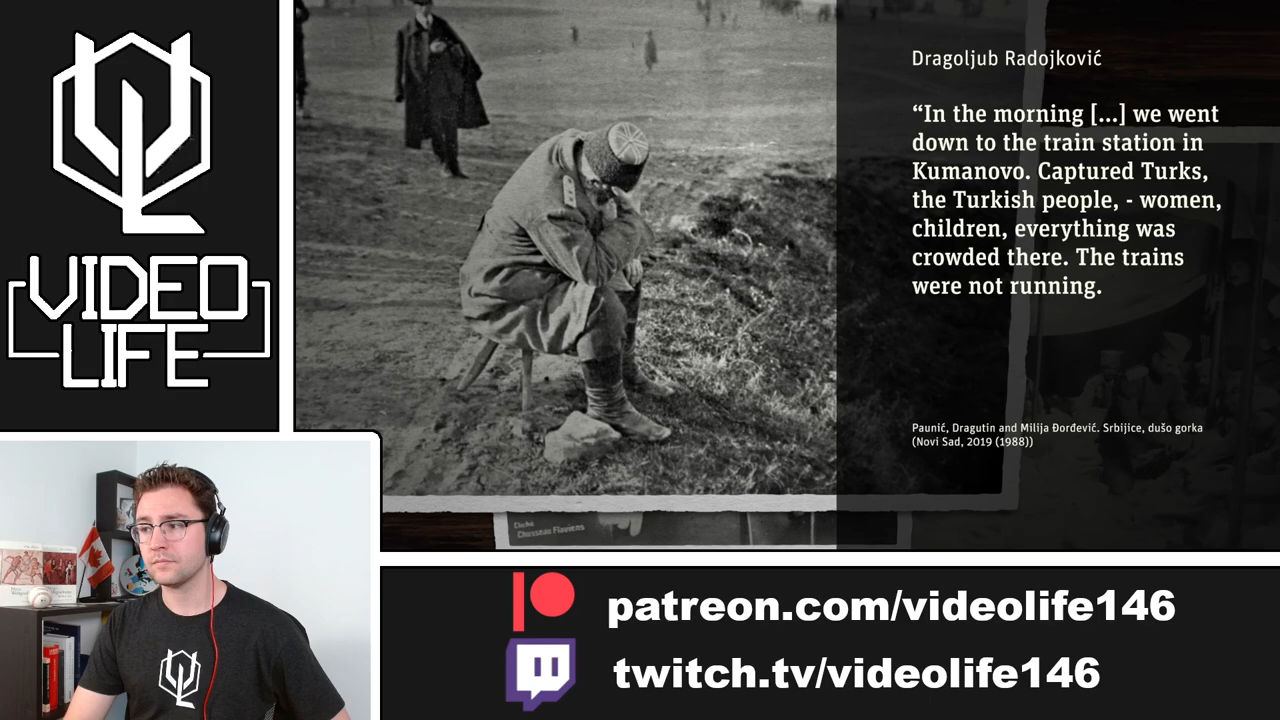 VIDEO
LIFE
Dragoljub Radojković
“In the morning [...] we went
down to the train station in
Kumanovo. Captured Turks,
the Turkish people, - women,
children, everything was
crowded there. The trains
were not running.
Paunić, Dragutin and Milija Đorđević. Srbijice, dušo gorka
(Novi Sad, 2019 (1988))
Chusseau Flaviens
patreon.com/videolife146
twitch.tv/videolife146